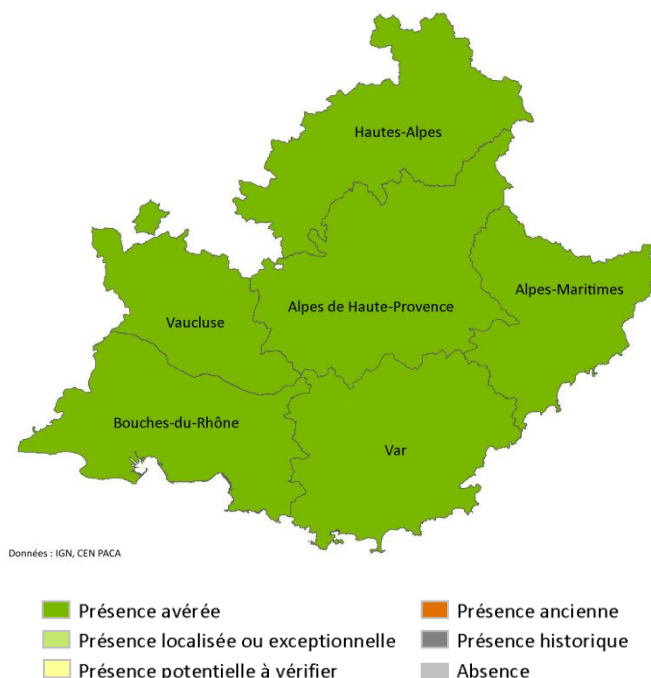 Hautes-Alpes
Alpes-Maritimes
Alpes de Haute-Provence
Vaucluse
Bouches-du-Rhône
Var
Données : IGN, CEN PACA
Présence avérée
Présence ancienne
Présence localisée ou exceptionnelle
Présence historique
Présence potentielle à vérifier
Absence